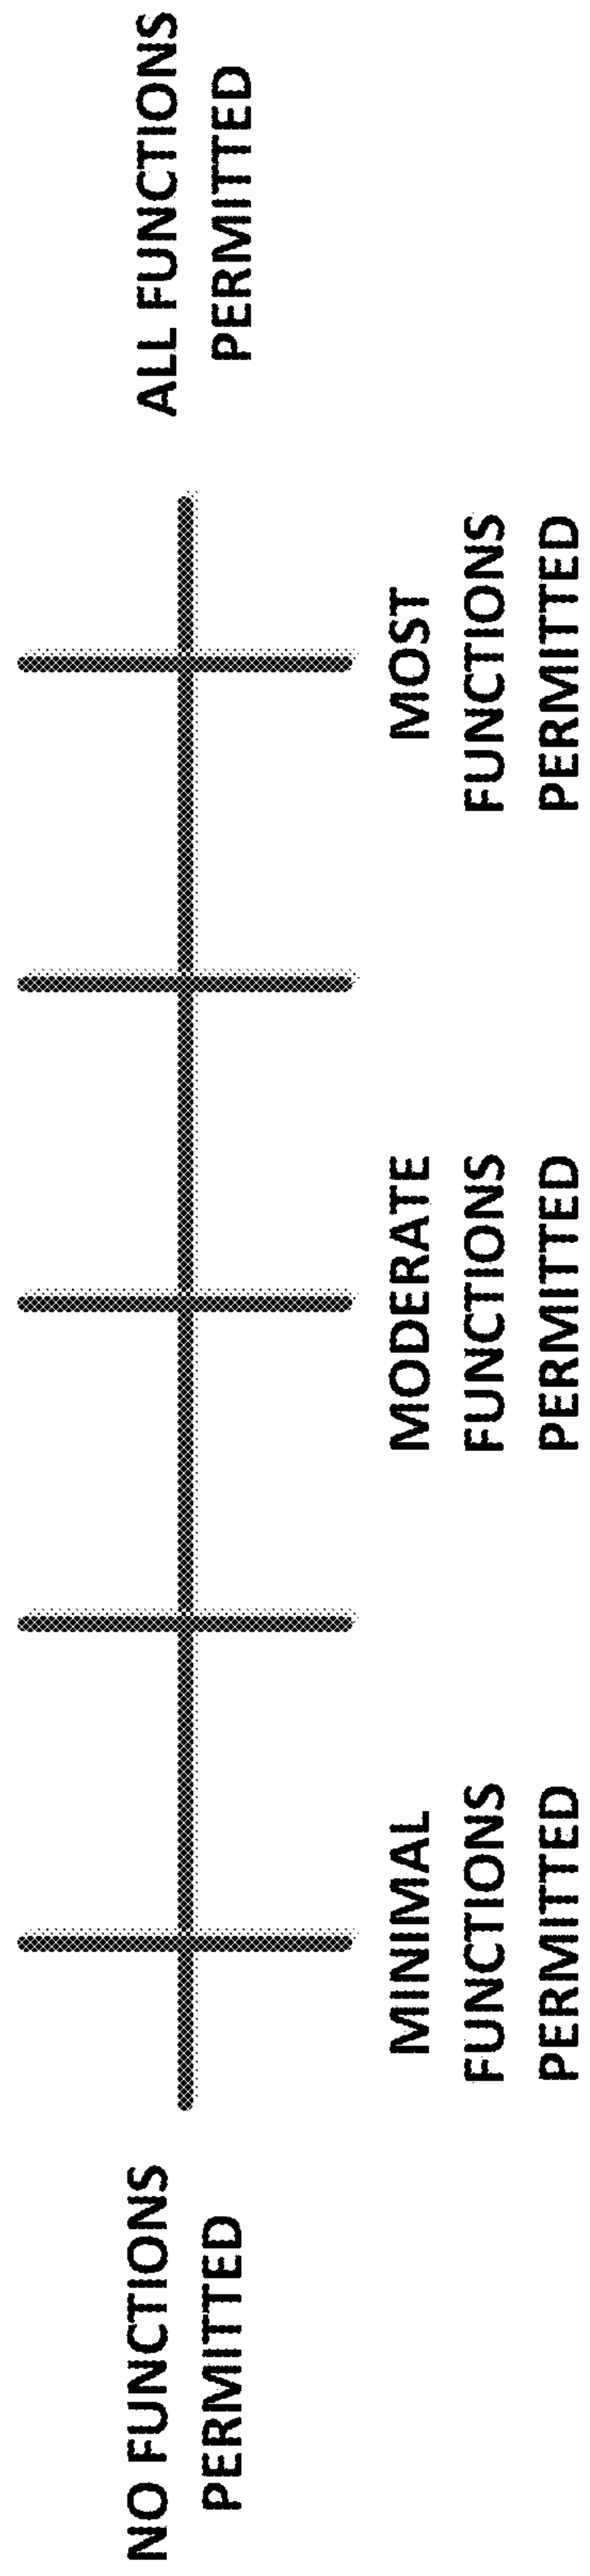 NO FUNCTIONS
PERMITTED
MINIMAL
FUNCTIONS
PERMITTED
MODERATE
FUNCTIONS
PERMITTED
MOST
FUNCTIONS
PERMITTED
ALL FUNCTIONS
PERMITTED